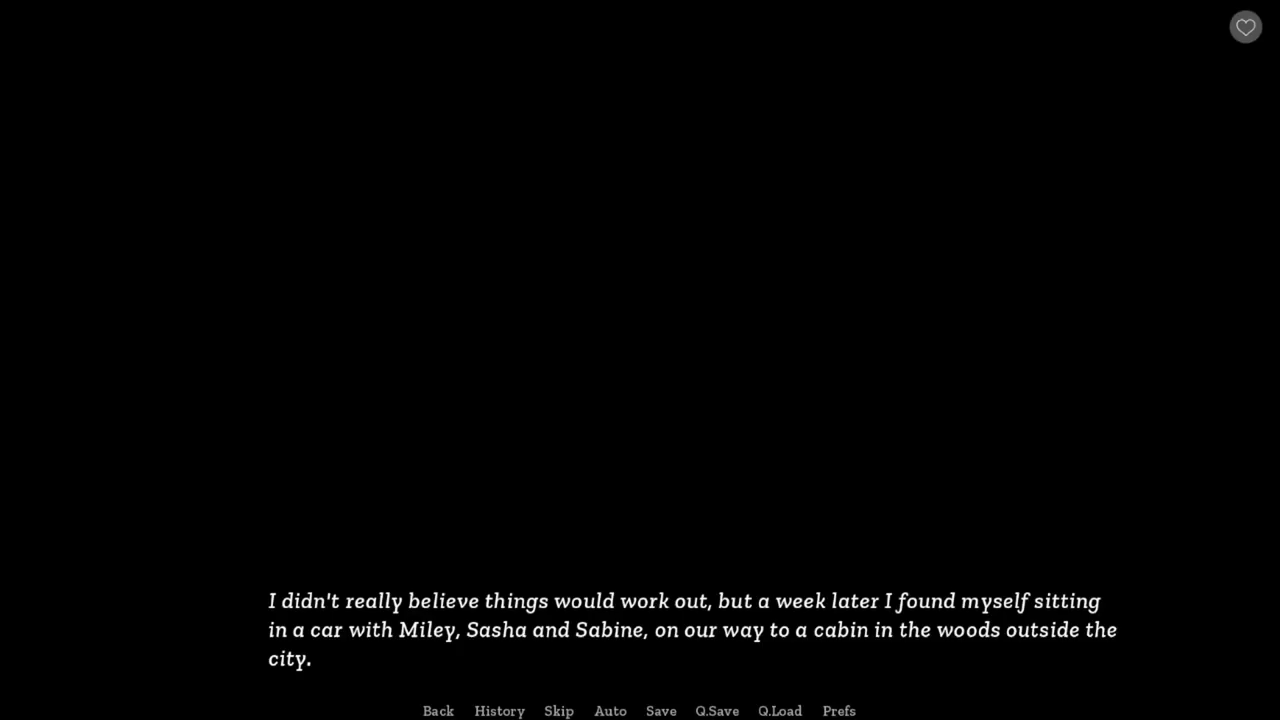 I didn't really believe things would work out, but a week later I found myself sitting
in a car with Miley, Sasha and Sabine, on our way to a cabin in the woods outside the
city.
Back History Skip Auto Save Q.Save Q.Load Prefs